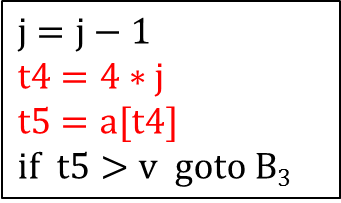 j = j − 1
t4 = 4 ∗ j
t5 = a[t4]
if t5 > v goto B₃